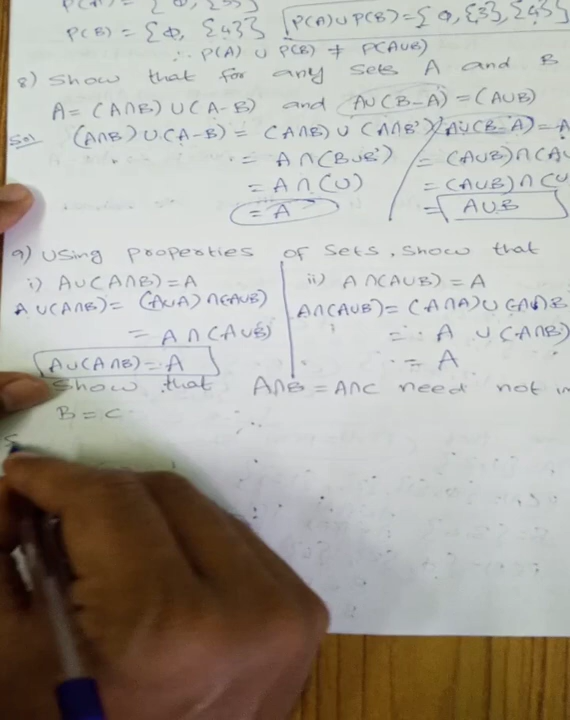 P(B) = {Φ, {4}} P(A)∪P(B) = {Φ, {3}, {4}}
∴ P(A) ∪ P(B) ≠ P(A∪B)
8) Show that for any sets A and B
A = (A∩B) ∪ (A-B) and A∪(B-A) = (A∪B)
Sol (A∩B) ∪ (A-B) = (A∩B) ∪ (A∩B')
= A∩(B∪B')
= A∩(U)
= A
A∪(B-A) = A
= (A∪B)∩(A∪
= (A∪B)∩(U
= A∪B
9) Using properties of sets, show that
i) A∪(A∩B) = A
A∪(A∩B) = (A∪A)∩(A∪B)
= A∩(A∪B)
A∪(A∩B) = A
ii) A∩(A∪B) = A
A∩(A∪B) = (A∩A)∪(A∩B
= A ∪(A∩B)
= A
Show that A∩B = A∩C need not
B = C